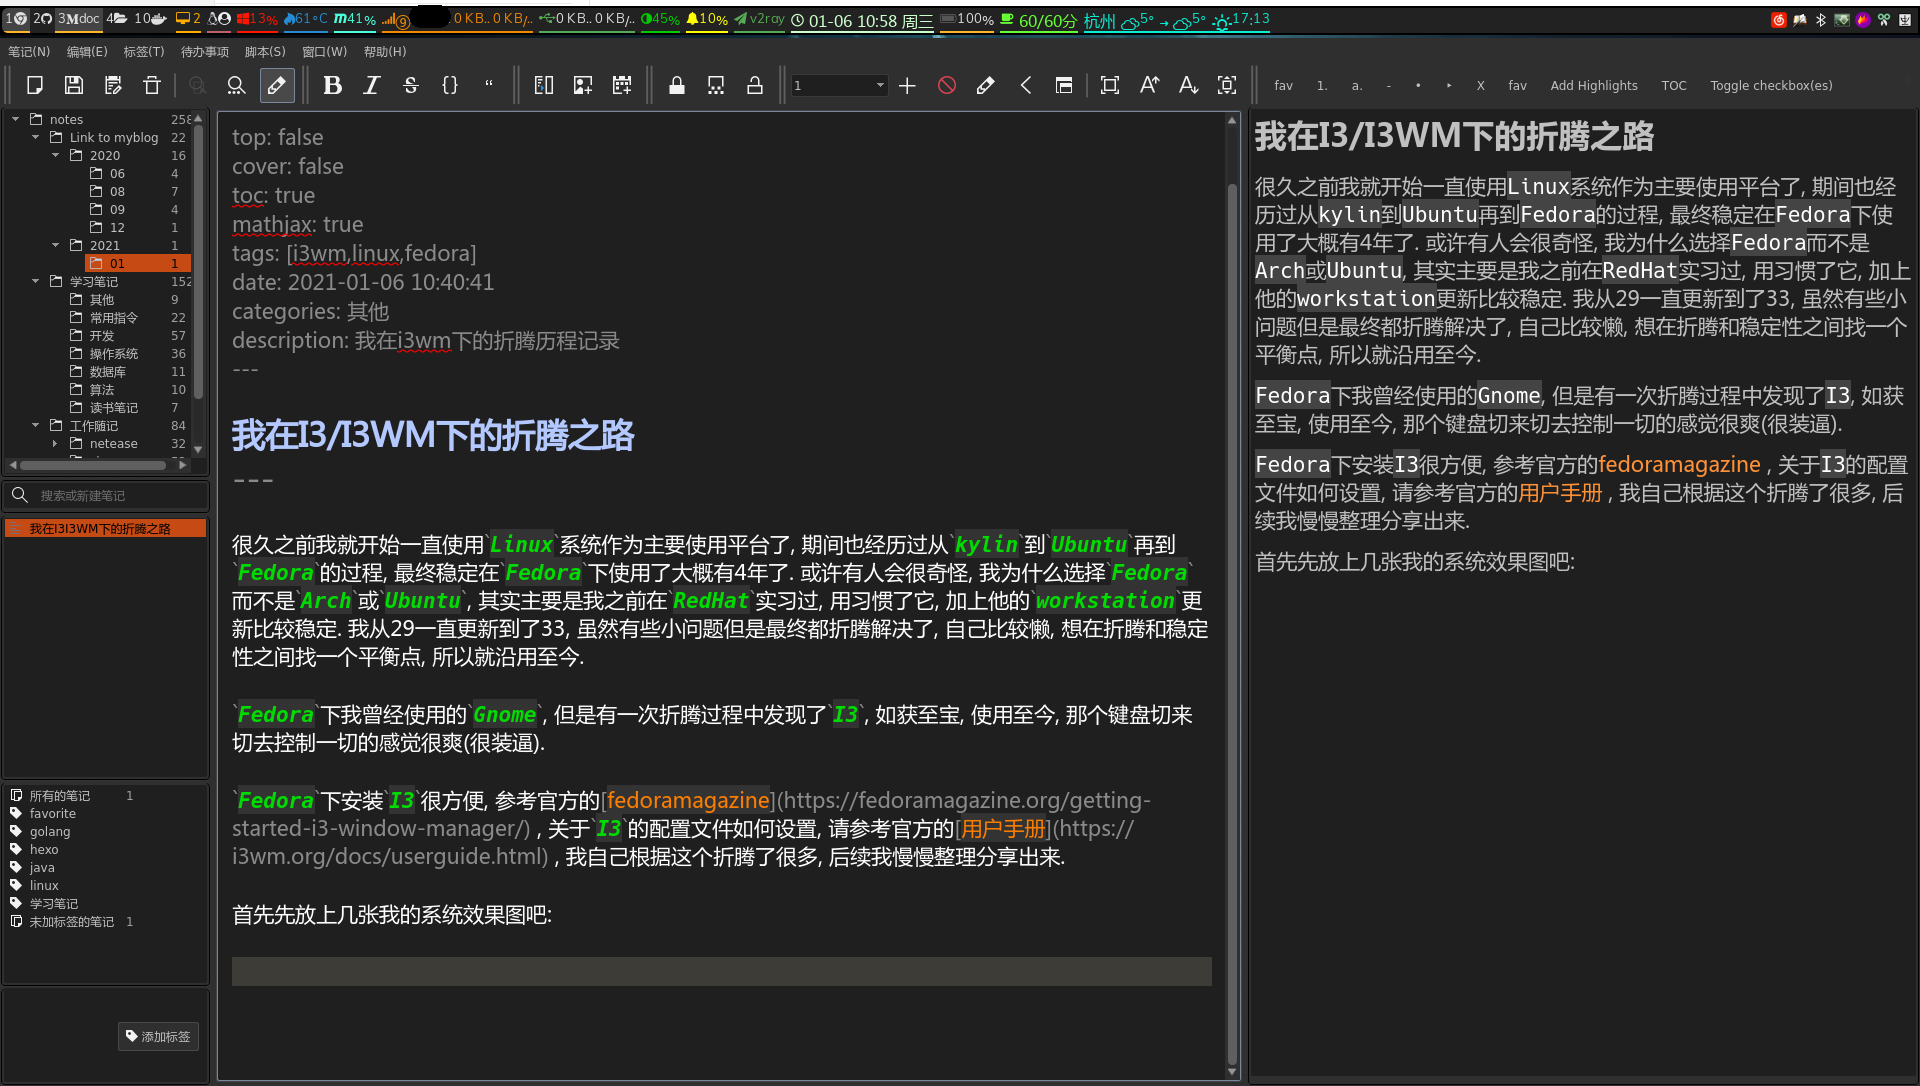 1 2 3 Mdoc 4 10 2 13% 61°C m41% 9 0 KB.. 0 KB/.. 0 KB.. 0 KB/.. 45% 10% v2ray 01-06 10:58 周三 100% 60/60分 杭州 5° → 5° 17:13
笔记(N) 编辑(E) 标签(T) 待办事项 脚本(S) 窗口(W) 帮助(H)
B I S {} “ 1 A A fav 1. a. - • ‣ X fav Add Highlights TOC Toggle checkbox(es)
notes 258
Link to myblog 22
2020 16
06 4
08 7
09 4
12 1
2021 1
01 1
学习笔记 152
其他 9
常用指令 22
开发 57
操作系统 36
数据库 11
算法 10
读书笔记 7
工作随记 84
netease 32
搜索或新建笔记
我在I3I3WM下的折腾之路
所有的笔记 1
favorite
golang
hexo
java
linux
学习笔记
未加标签的笔记 1
添加标签
top: false
cover: false
toc: true
mathjax: true
tags: [i3wm,linux,fedora]
date: 2021-01-06 10:40:41
categories: 其他
description: 我在i3wm下的折腾历程记录
---
我在I3/I3WM下的折腾之路
---
很久之前我就开始一直使用`Linux`系统作为主要使用平台了, 期间也经历过从`kylin`到`Ubuntu`再到
`Fedora`的过程, 最终稳定在`Fedora`下使用了大概有4年了. 或许有人会很奇怪, 我为什么选择`Fedora`
而不是`Arch`或`Ubuntu`, 其实主要是我之前在`RedHat`实习过, 用习惯了它, 加上他的`workstation`更
新比较稳定. 我从29一直更新到了33, 虽然有些小问题但是最终都折腾解决了, 自己比较懒, 想在折腾和稳定
性之间找一个平衡点, 所以就沿用至今.
`Fedora`下我曾经使用的`Gnome`, 但是有一次折腾过程中发现了`I3`, 如获至宝, 使用至今, 那个键盘切来
切去控制一切的感觉很爽(很装逼).
`Fedora`下安装`I3`很方便, 参考官方的[fedoramagazine](https://fedoramagazine.org/getting-
started-i3-window-manager/) , 关于`I3`的配置文件如何设置, 请参考官方的[用户手册](https://
i3wm.org/docs/userguide.html) , 我自己根据这个折腾了很多, 后续我慢慢整理分享出来.
首先先放上几张我的系统效果图吧:
我在I3/I3WM下的折腾之路
很久之前我就开始一直使用Linux系统作为主要使用平台了, 期间也经
历过从kylin到Ubuntu再到Fedora的过程, 最终稳定在Fedora下使
用了大概有4年了. 或许有人会很奇怪, 我为什么选择Fedora而不是
Arch或Ubuntu, 其实主要是我之前在RedHat实习过, 用习惯了它, 加上
他的workstation更新比较稳定. 我从29一直更新到了33, 虽然有些小
问题但是最终都折腾解决了, 自己比较懒, 想在折腾和稳定性之间找一个
平衡点, 所以就沿用至今.
Fedora下我曾经使用的Gnome, 但是有一次折腾过程中发现了I3, 如获
至宝, 使用至今, 那个键盘切来切去控制一切的感觉很爽(很装逼).
Fedora下安装I3很方便, 参考官方的fedoramagazine , 关于I3的配置
文件如何设置, 请参考官方的用户手册 , 我自己根据这个折腾了很多, 后
续我慢慢整理分享出来.
首先先放上几张我的系统效果图吧: